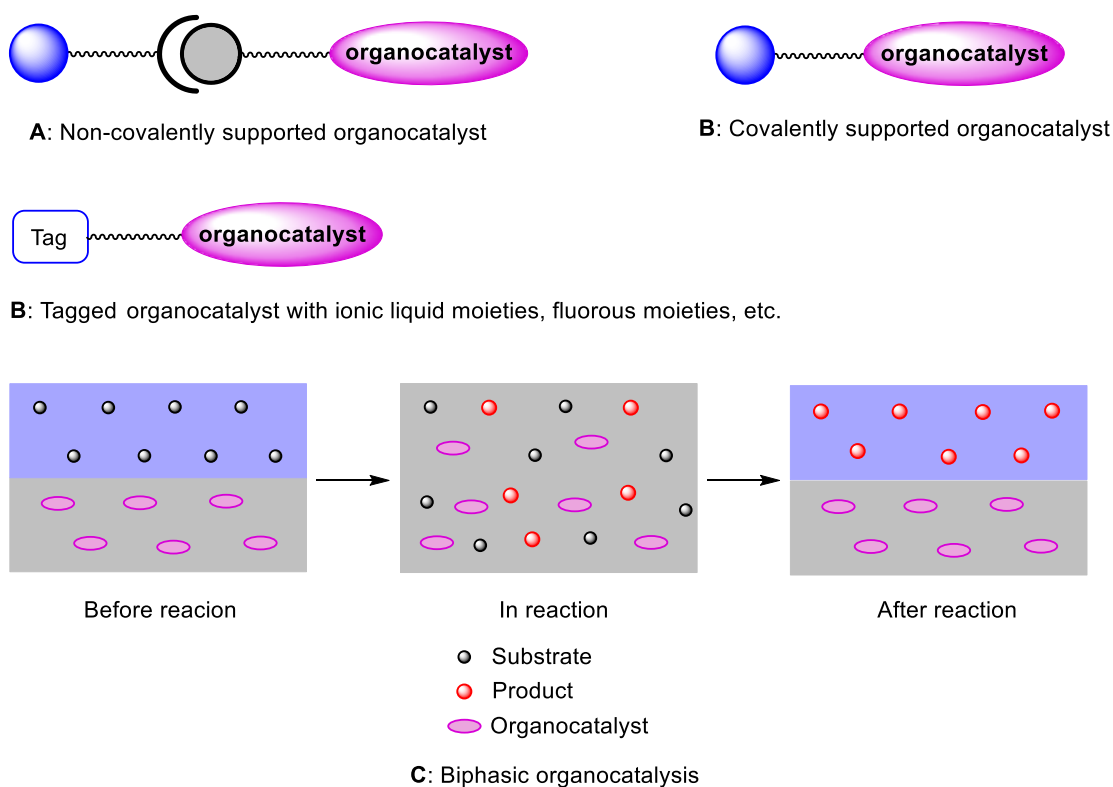 organocatalyst
organocatalyst
A: Non-covalently supported organocatalyst
B: Covalently supported organocatalyst
Tag
organocatalyst
B: Tagged organocatalyst with ionic liquid moieties, fluorous moieties, etc.
Before reacion
In reaction
After reaction
Substrate
Product
Organocatalyst
C: Biphasic organocatalysis